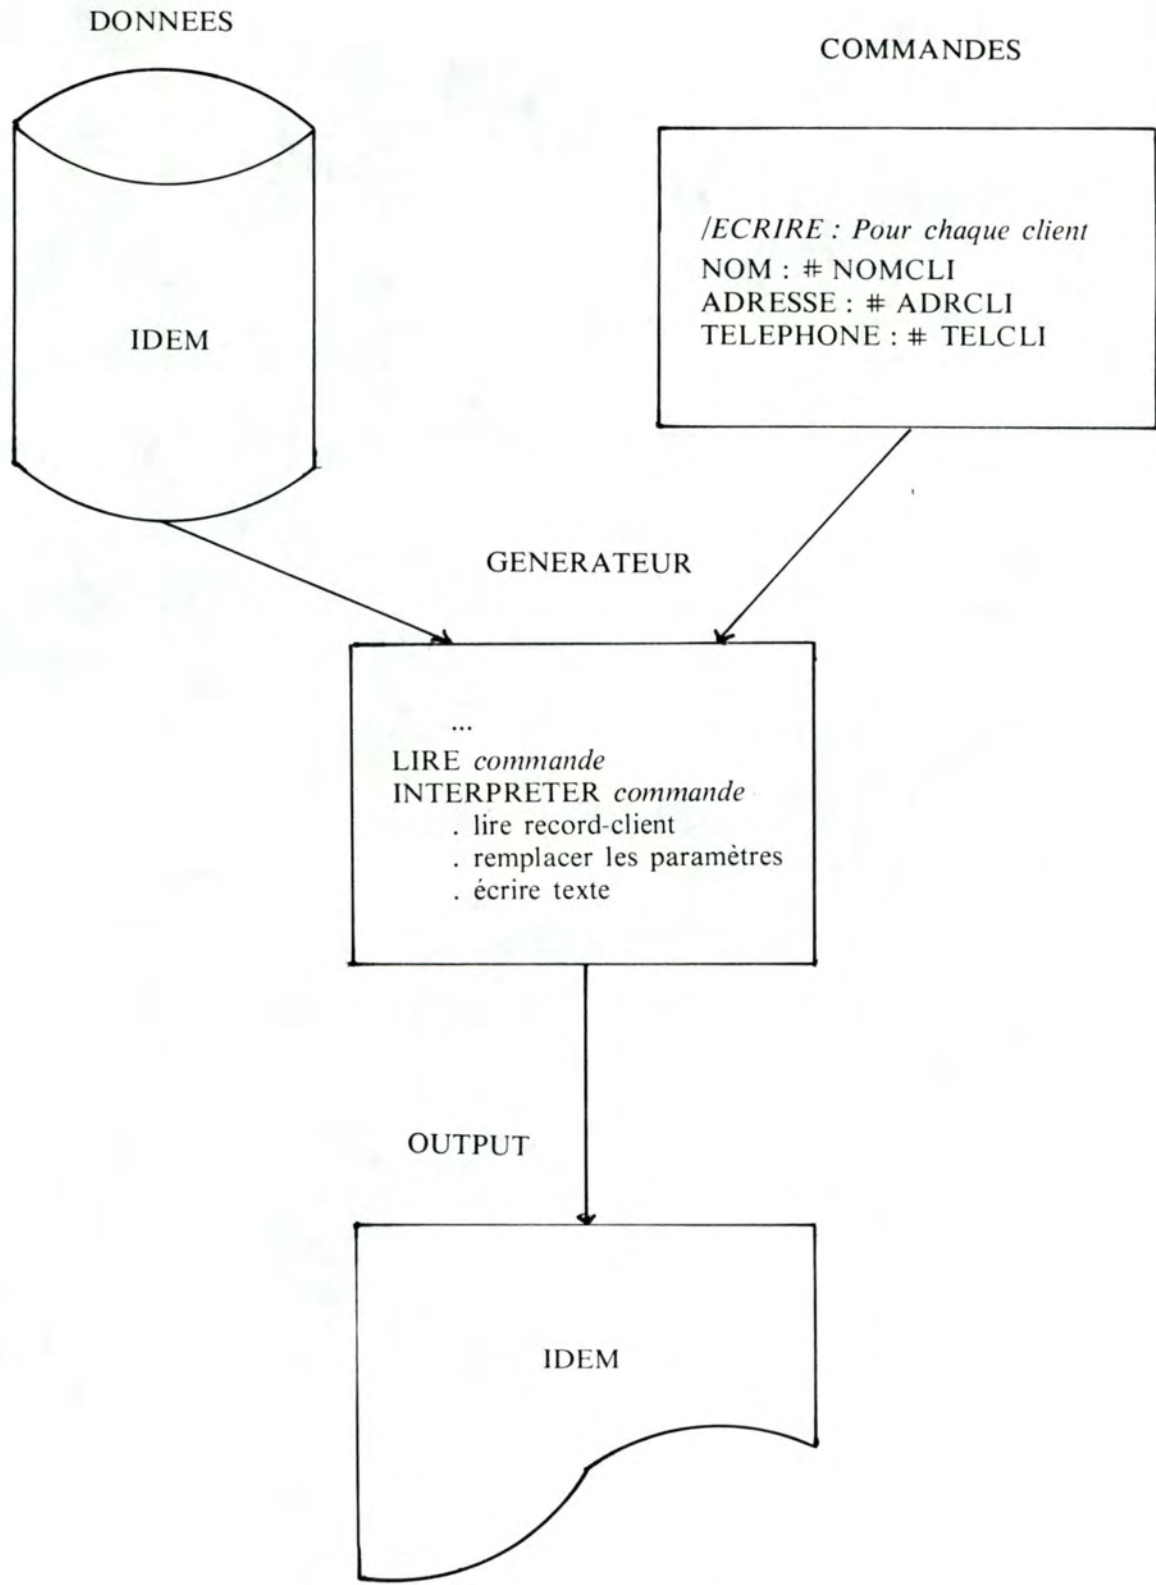 DONNEES
COMMANDES
/ECRIRE : Pour chaque client
NOM : # NOMCLI
ADRESSE : # ADRCLI
TELEPHONE : # TELCLI
IDEM
GENERATEUR
...
LIRE commande
INTERPRETER commande
. lire record-client
. remplacer les paramètres
. écrire texte
OUTPUT
IDEM